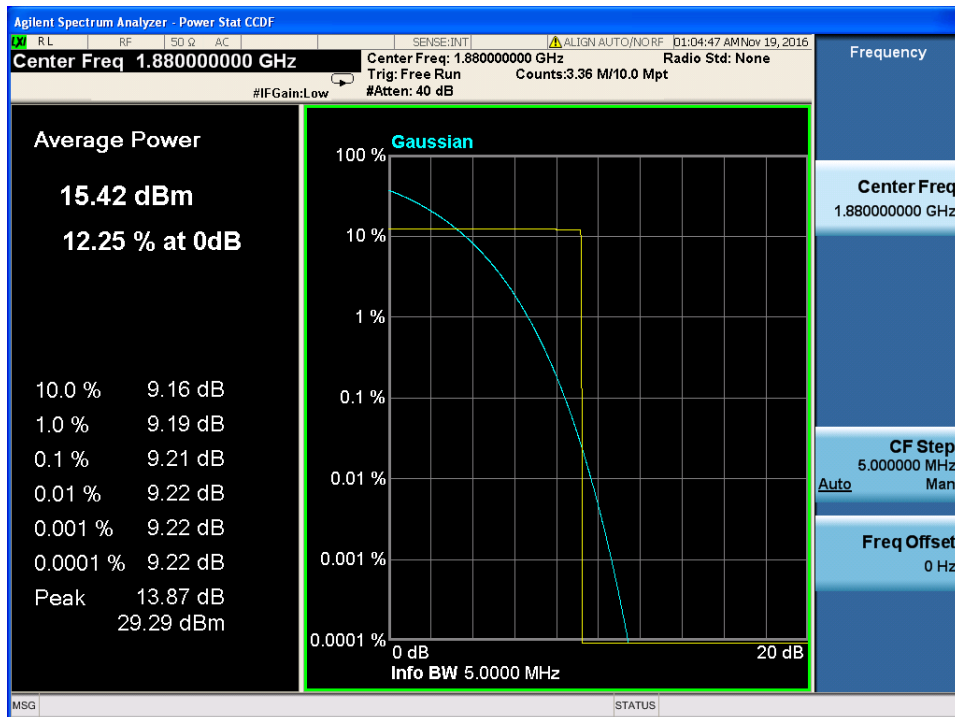 Agilent Spectrum Analyzer - Power Stat CCDF
LXI RL RF 50 Ω AC SENSE:INT ALIGN AUTO/NO RF 01:04:47 AM Nov 19, 2016
Center Freq 1.880000000 GHz
#IFGain:Low
Center Freq: 1.880000000 GHz Radio Std: None
Trig: Free Run Counts:3.36 M/10.0 Mpt
#Atten: 40 dB
Average Power
15.42 dBm
12.25 % at 0dB
10.0 % 9.16 dB
1.0 % 9.19 dB
0.1 % 9.21 dB
0.01 % 9.22 dB
0.001 % 9.22 dB
0.0001 % 9.22 dB
Peak 13.87 dB
29.29 dBm
Gaussian
100 %
10 %
1 %
0.1 %
0.01 %
0.001 %
0.0001 %
0 dB 20 dB
Info BW 5.0000 MHz
Frequency
Center Freq
1.880000000 GHz
CF Step
5.000000 MHz
Auto Man
Freq Offset
0 Hz
MSG STATUS